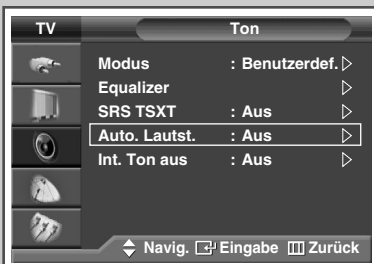 TV Ton
Modus : Benutzerdef.
Equalizer
SRS TSXT : Aus
Auto. Lautst. : Aus
Int. Ton aus : Aus
Navig. Eingabe Zurück